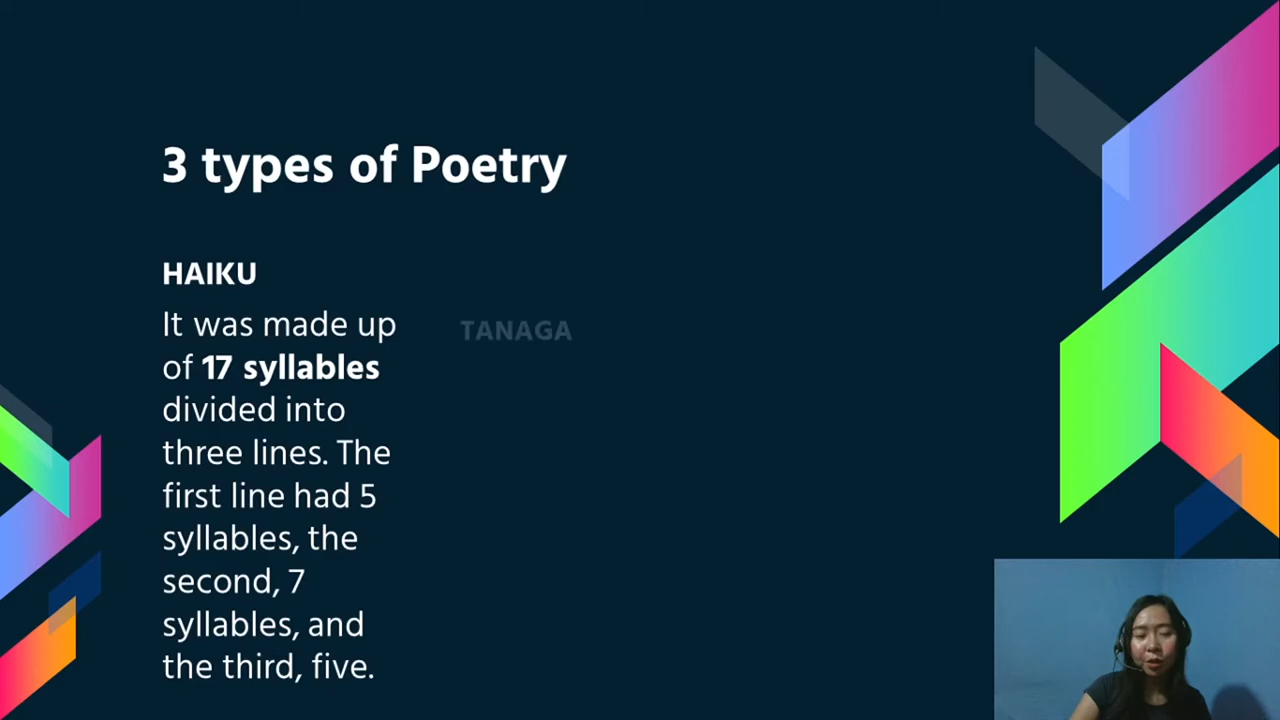 3 types of Poetry
HAIKU
It was made up
of 17 syllables
divided into
three lines. The
first line had 5
syllables, the
second, 7
syllables, and
the third, five.
TANAGA